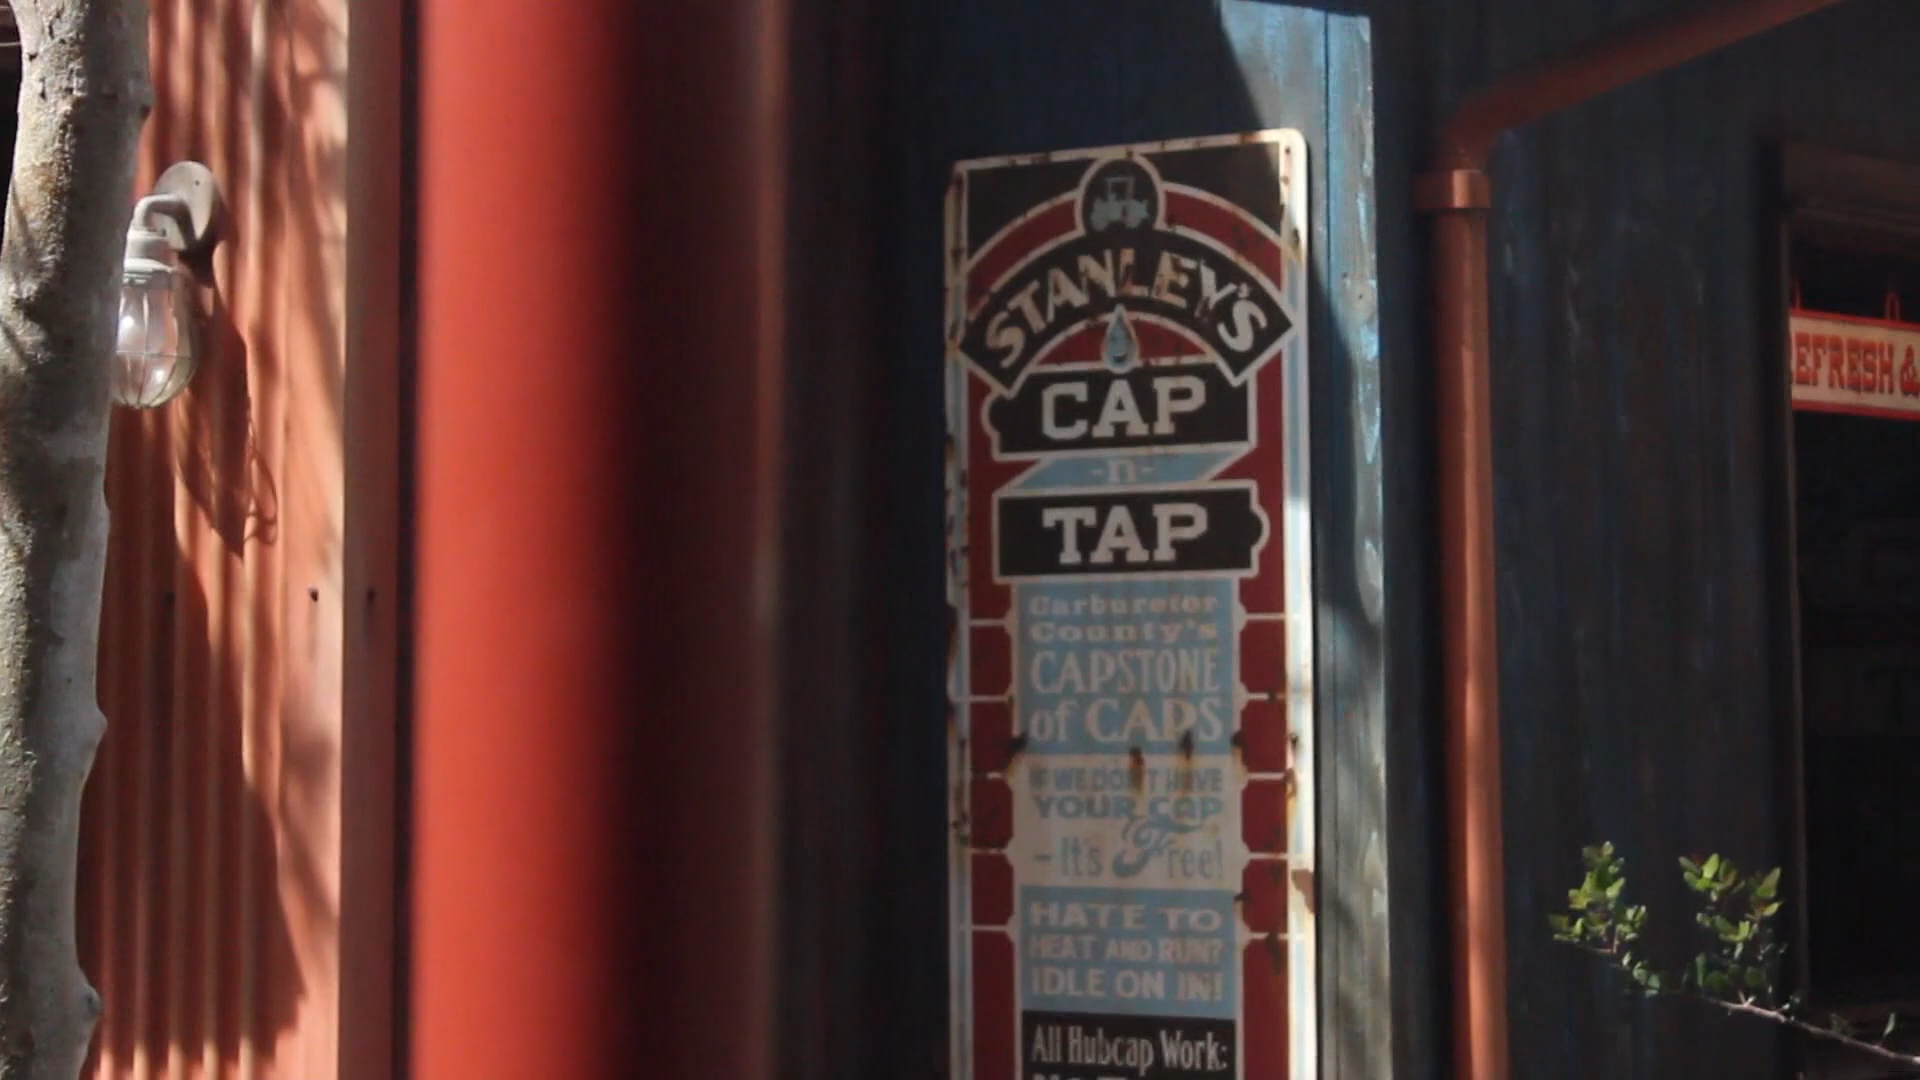 STANLEY'S
CAP
-n-
TAP
Carburetor
County's
CAPSTONE
of CAPS
IF WE DON'T HAVE
YOUR CAP
- It's Free!
HATE TO
HEAT AND RUN?
IDLE ON IN!
All Hubcap Work:
EFRESH &